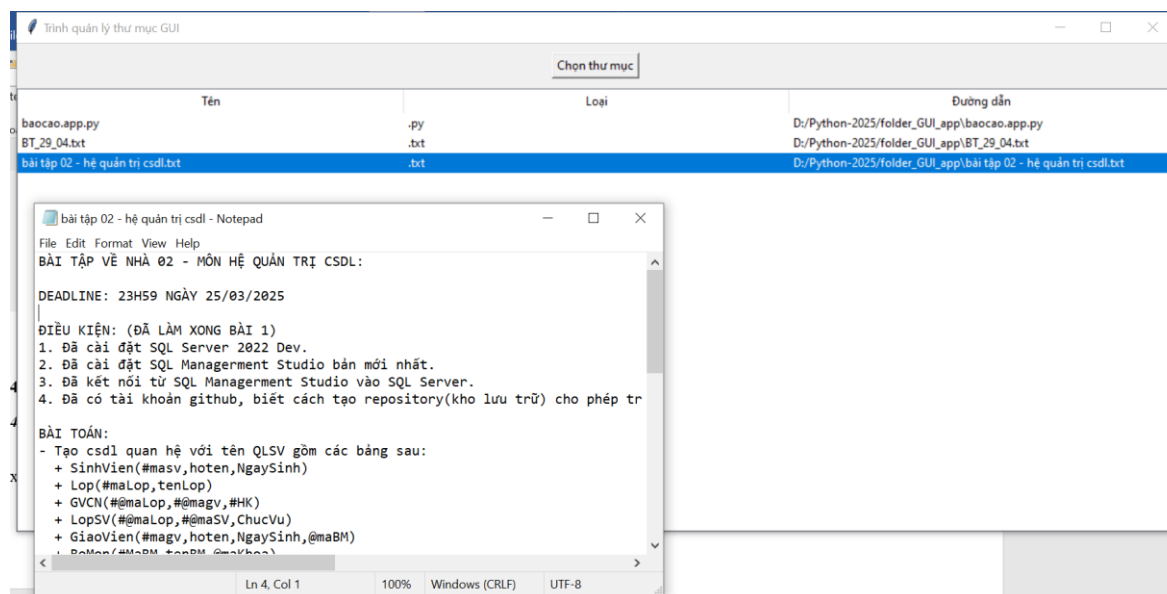 Trình quản lý thư mục GUI
Chọn thư mục
Tên Loại Đường dẫn
baocao.app.py .py D:/Python-2025/folder_GUI_app\baocao.app.py
BT_29_04.txt .txt D:/Python-2025/folder_GUI_app\BT_29_04.txt
bài tập 02 - hệ quản trị csdl.txt .txt D:/Python-2025/folder_GUI_app\bài tập 02 - hệ quản trị csdl.txt
bài tập 02 - hệ quản trị csdl - Notepad
File Edit Format View Help
BÀI TẬP VỀ NHÀ 02 - MÔN HỆ QUẢN TRỊ CSDL:
DEADLINE: 23H59 NGÀY 25/03/2025
ĐIỀU KIỆN: (ĐÃ LÀM XONG BÀI 1)
1. Đã cài đặt SQL Server 2022 Dev.
2. Đã cài đặt SQL Managerment Studio bản mới nhất.
3. Đã kết nối từ SQL Managerment Studio vào SQL Server.
4. Đã có tài khoản github, biết cách tạo repository(kho lưu trữ) cho phép tr
BÀI TOÁN:
- Tạo csdl quan hệ với tên QLSV gồm các bảng sau:
+ SinhVien(#masv,hoten,NgaySinh)
+ Lop(#maLop,tenLop)
+ GVCN(#@maLop,#@magv,#HK)
+ LopSV(#@maLop,#@maSV,ChucVu)
+ GiaoVien(#magv,hoten,NgaySinh,@maBM)
+ BoMon(#MaBM,tenBM,@maKhoa)
Ln 4, Col 1 100% Windows (CRLF) UTF-8